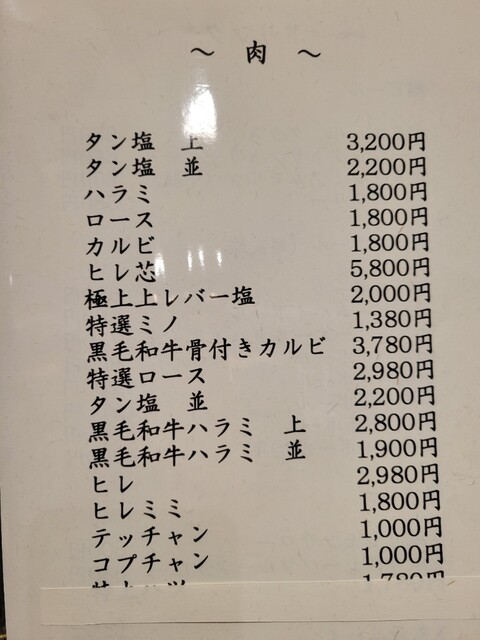 ～ 肉 ～
タン塩 上 3,200円
タン塩 並 2,200円
ハラミ 1,800円
ロース 1,800円
カルビ 1,800円
ヒレ芯 5,800円
極上上レバー塩 2,000円
特選ミノ 1,380円
黒毛和牛骨付きカルビ 3,780円
特選ロース 2,980円
タン塩 並 2,200円
黒毛和牛ハラミ 上 2,800円
黒毛和牛ハラミ 並 1,900円
ヒレ 2,980円
ヒレミミ 1,800円
テッチャン 1,000円
コプチャン 1,000円